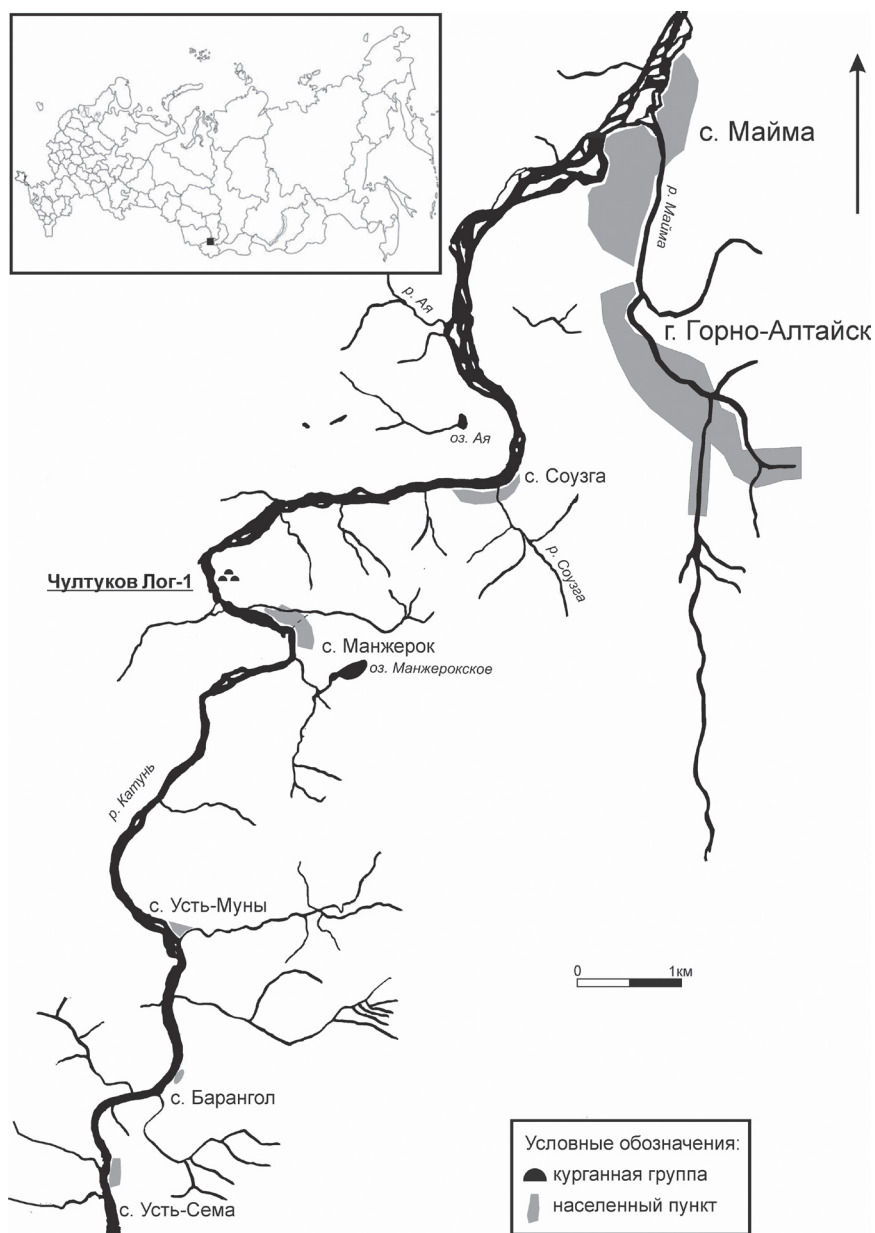 с. Майма
р. Майма
р. Ая
г. Горно-Алтайск
оз. Ая
с. Соузга
р. Соузга
Чултуков Лог-1
с. Манжерок
оз. Манжерокское
р. Катунь
с. Усть-Муны
0 1км
с. Барангол
Условные обозначения:
курганная группа
населенный пункт
с. Усть-Сема